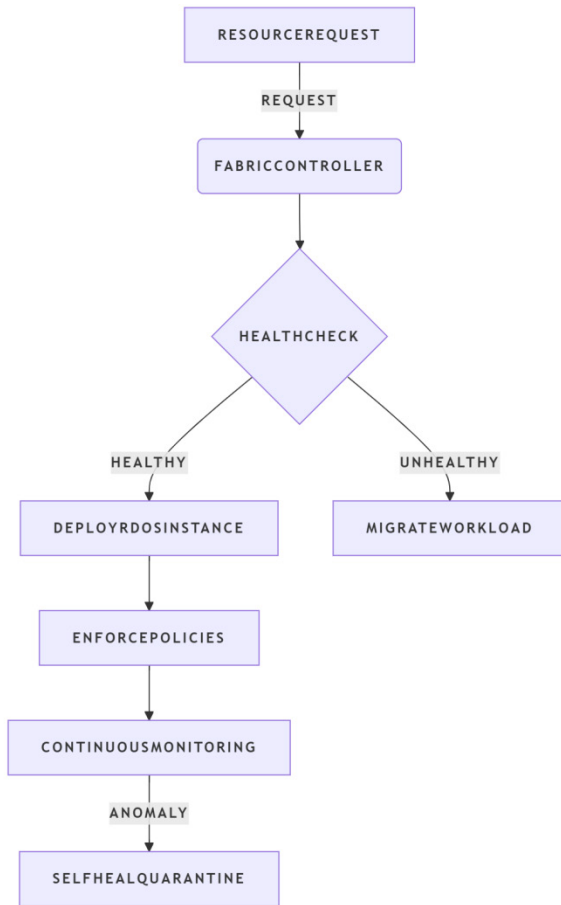 RESOURCEREQUEST
REQUEST
FABRICCONTROLLER
HEALTHCHECK
HEALTHY
UNHEALTHY
DEPLOYRDOSINSTANCE
MIGRATEWORKLOAD
ENFORCEPOLICIES
CONTINUOUSMONITORING
ANOMALY
SELFHEALQUARANTINE